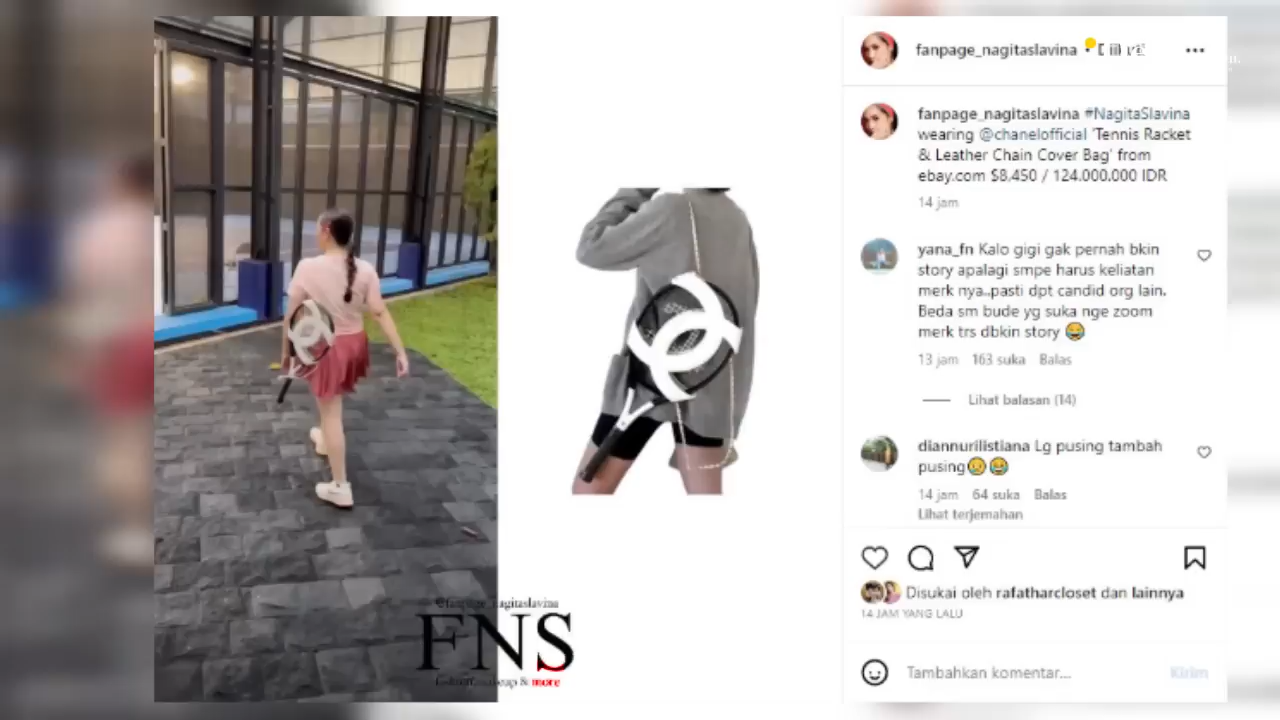 fanpage_nagitaslavina •
fanpage_nagitaslavina #NagitaSlavina
wearing @chanelofficial 'Tennis Racket
& Leather Chain Cover Bag' from
ebay.com $8,450 / 124.000.000 IDR
14 jam
yana_fn Kalo gigi gak pernah bkin
story apalagi smpe harus keliatan
merk nya..pasti dpt candid org lain.
Beda sm bude yg suka nge zoom
merk trs dbkin story 😂
13 jam 163 suka Balas
Lihat balasan (14)
diannurilistiana Lg pusing tambah
pusing😥😂
14 jam 64 suka Balas
Lihat terjemahan
Disukai oleh rafatharcloset dan lainnya
14 JAM YANG LALU
Tambahkan komentar...
Kirim
@fanpage_nagitaslavina
FNS
& more